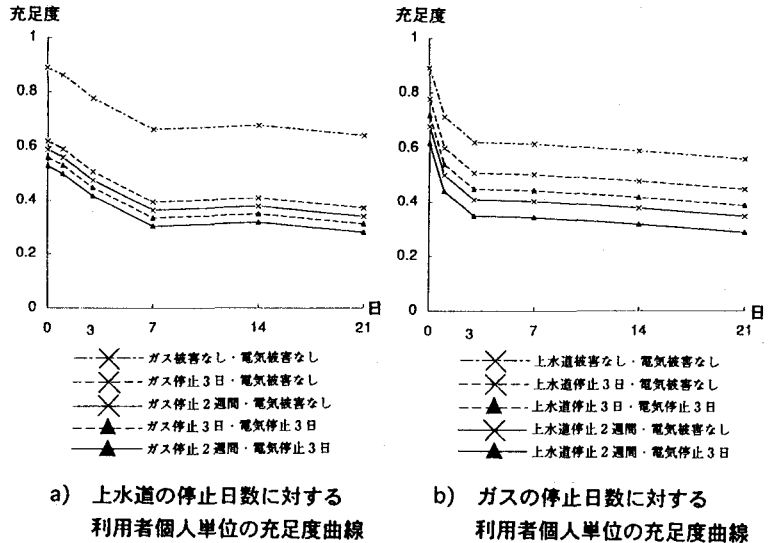 充足度
1
0.8
0.6
0.4
0.2
0
0 3 7 14 21
日
ガス被害なし・電気被害なし
ガス停止3日・電気被害なし
ガス停止2週間・電気被害なし
ガス停止3日・電気停止3日
ガス停止2週間・電気停止3日
a) 上水道の停止日数に対する
利用者個人単位の充足度曲線
充足度
1
0.8
0.6
0.4
0.2
0
0 3 7 14 21
日
上水道被害なし・電気被害なし
上水道停止3日・電気被害なし
上水道停止3日・電気停止3日
上水道停止2週間・電気被害なし
上水道停止2週間・電気停止3日
b) ガスの停止日数に対する
利用者個人単位の充足度曲線